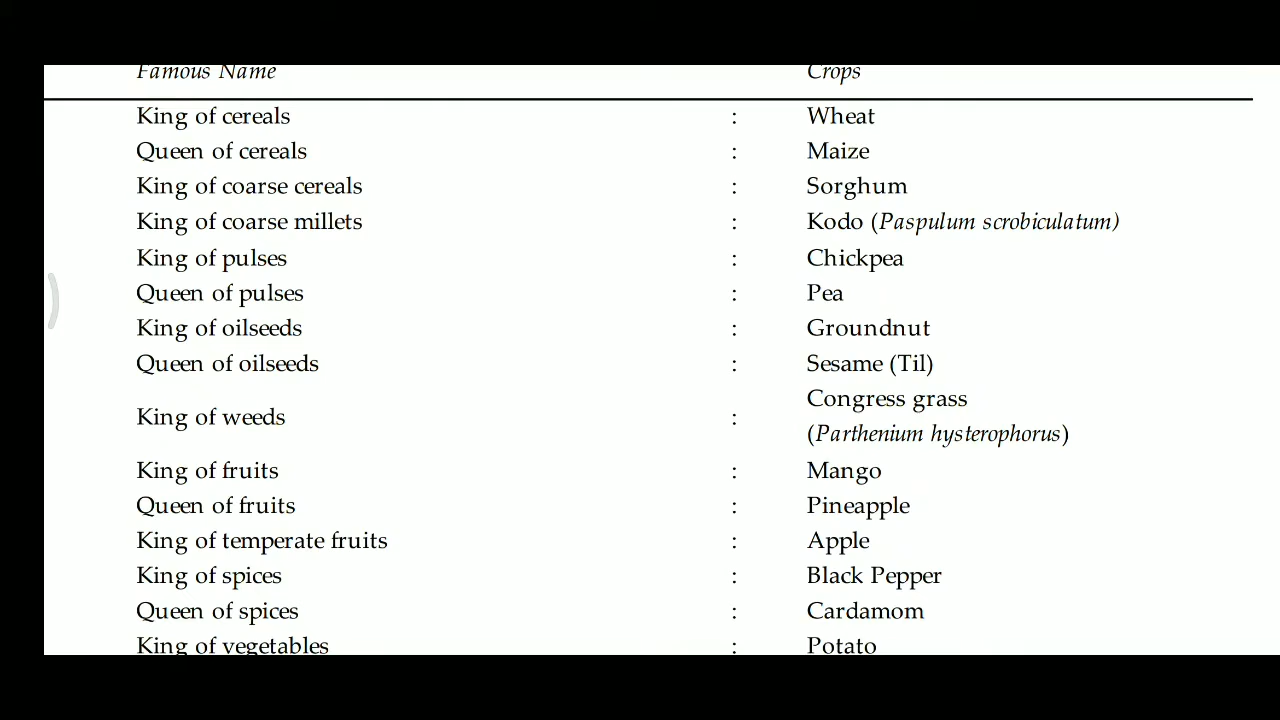 Famous Name Crops
King of cereals : Wheat
Queen of cereals : Maize
King of coarse cereals : Sorghum
King of coarse millets : Kodo (Paspulum scrobiculatum)
King of pulses : Chickpea
Queen of pulses : Pea
King of oilseeds : Groundnut
Queen of oilseeds : Sesame (Til)
King of weeds : Congress grass
(Parthenium hysterophorus)
King of fruits : Mango
Queen of fruits : Pineapple
King of temperate fruits : Apple
King of spices : Black Pepper
Queen of spices : Cardamom
King of vegetables : Potato